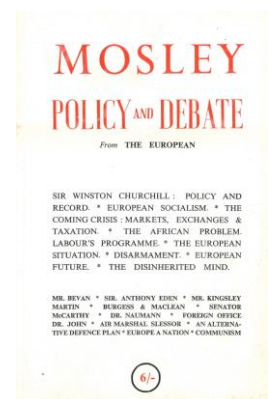 MOSLEY
POLICY AND DEBATE
From THE EUROPEAN
SIR WINSTON CHURCHILL : POLICY AND
RECORD. * EUROPEAN SOCIALISM. * THE
COMING CRISIS : MARKETS, EXCHANGES &
TAXATION. * THE AFRICAN PROBLEM.
LABOUR'S PROGRAMME. * THE EUROPEAN
SITUATION. * DISARMAMENT. * EUROPEAN
FUTURE. * THE DISINHERITED MIND.
MR. BEVAN * SIR. ANTHONY EDEN * MR. KINGSLEY
MARTIN * BURGESS & MACLEAN * SENATOR
McCARTHY * DR. NAUMANN * FOREIGN OFFICE
DR. JOHN * AIR MARSHAL SLESSOR * AN ALTERNA-
TIVE DEFENCE PLAN * EUROPE A NATION * COMMUNISM
6/-